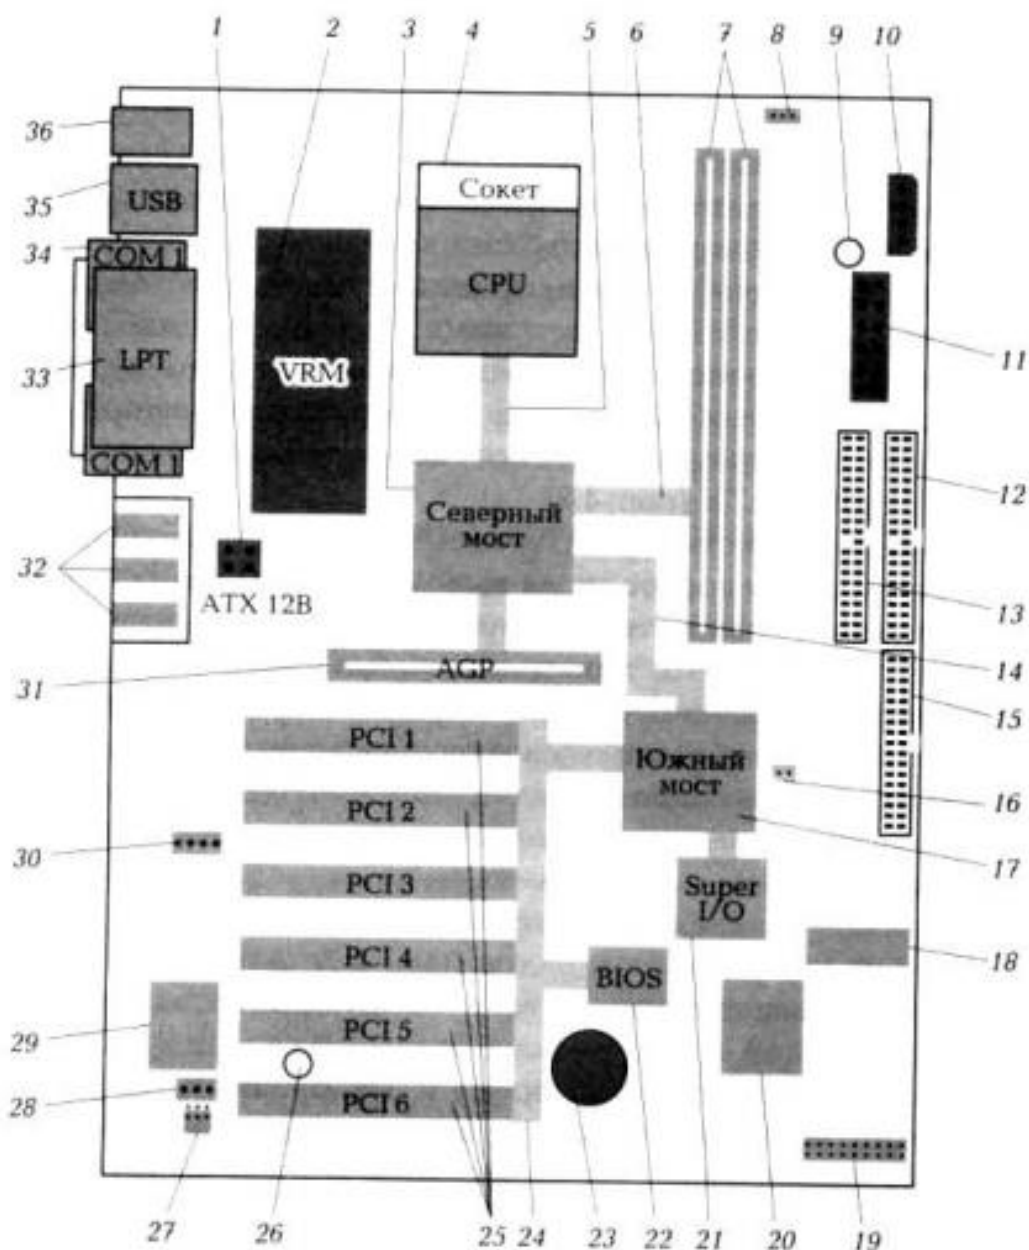 1 2 3 4 5 6 7 8 9 10
36
Сокет
35 USB
34 COM 1
CPU
33 LPT
VRM
11
COM 1
12
Северный
мост
32
ATX 12В
13
14
31 AGP
15
PCI 1
Южный
мост
16
PCI 2
30
17
PCI 3
Super
I/O
18
PCI 4
BIOS
29
PCI 5
28
PCI 6
27 26 25 24 23 22 21 20 19